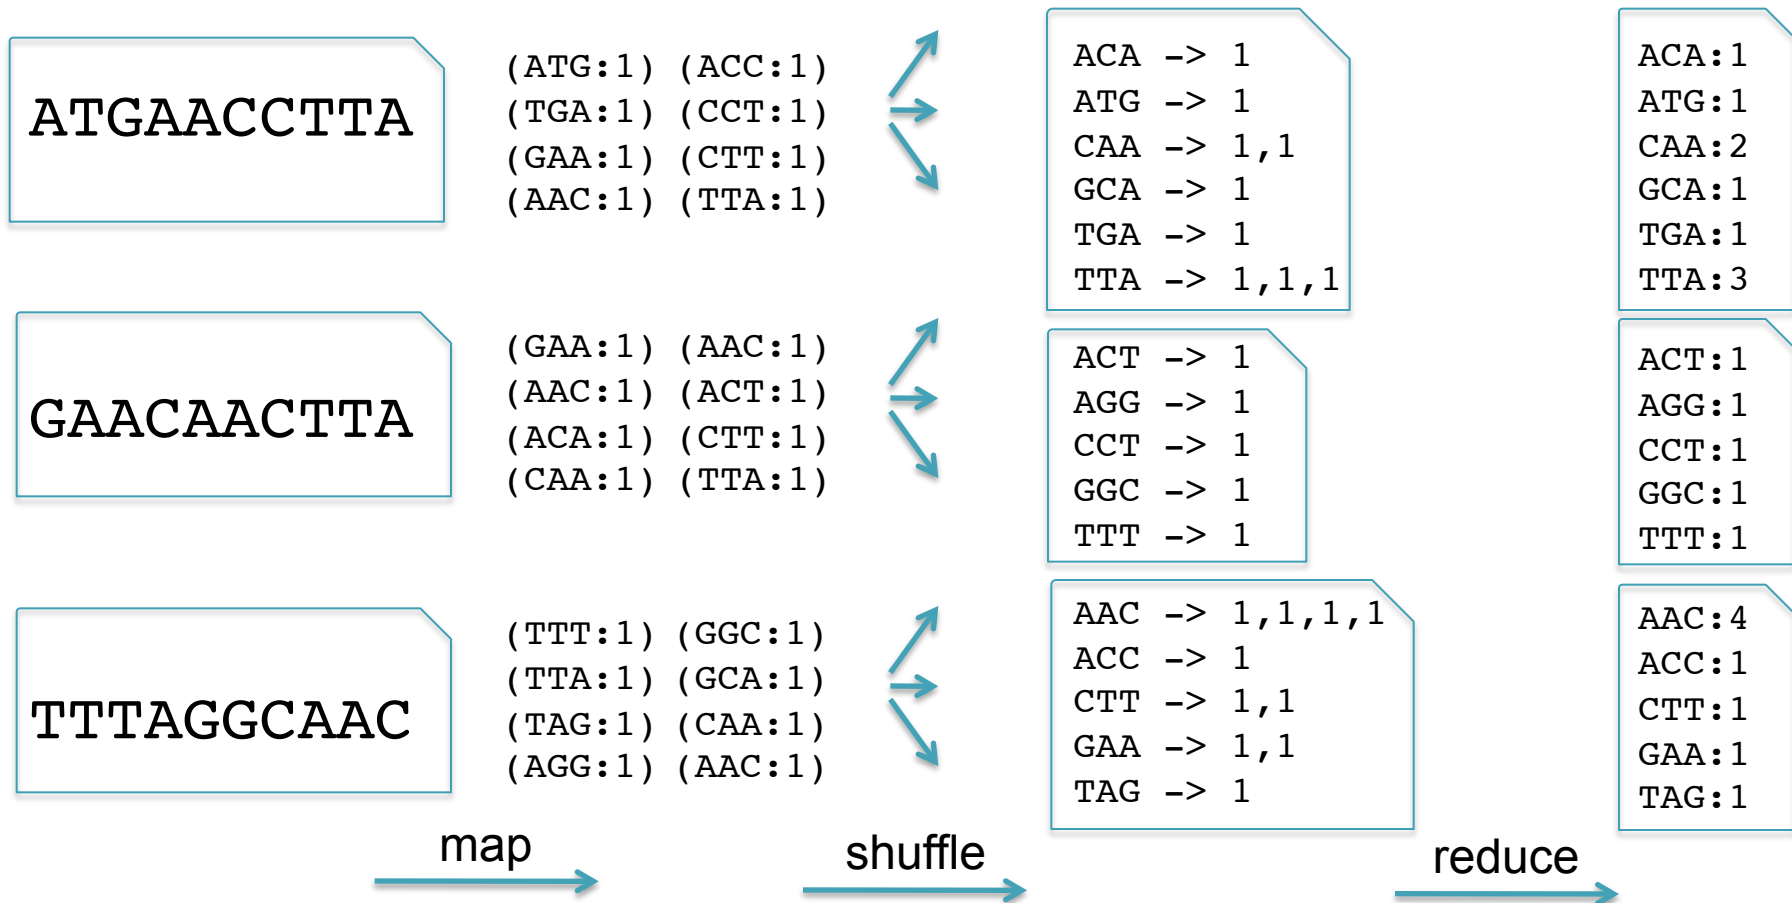 ATGAACCTTA
(ATG:1) (ACC:1)
(TGA:1) (CCT:1)
(GAA:1) (CTT:1)
(AAC:1) (TTA:1)
ACA -> 1
ATG -> 1
CAA -> 1,1
GCA -> 1
TGA -> 1
TTA -> 1,1,1
ACA:1
ATG:1
CAA:2
GCA:1
TGA:1
TTA:3
GAACAACTTA
(GAA:1) (AAC:1)
(AAC:1) (ACT:1)
(ACA:1) (CTT:1)
(CAA:1) (TTA:1)
ACT -> 1
AGG -> 1
CCT -> 1
GGC -> 1
TTT -> 1
ACT:1
AGG:1
CCT:1
GGC:1
TTT:1
TTTAGGCAAC
(TTT:1) (GGC:1)
(TTA:1) (GCA:1)
(TAG:1) (CAA:1)
(AGG:1) (AAC:1)
AAC -> 1,1,1,1
ACC -> 1
CTT -> 1,1
GAA -> 1,1
TAG -> 1
AAC:4
ACC:1
CTT:1
GAA:1
TAG:1
map
shuffle
reduce